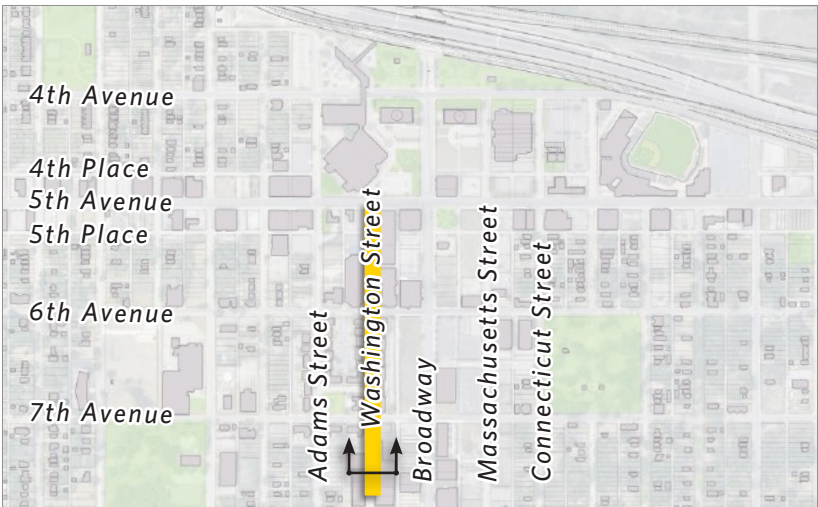 4th Avenue
4th Place
5th Avenue
5th Place
6th Avenue
7th Avenue
Adams Street
Washington Street
Broadway
Massachusetts Street
Connecticut Street